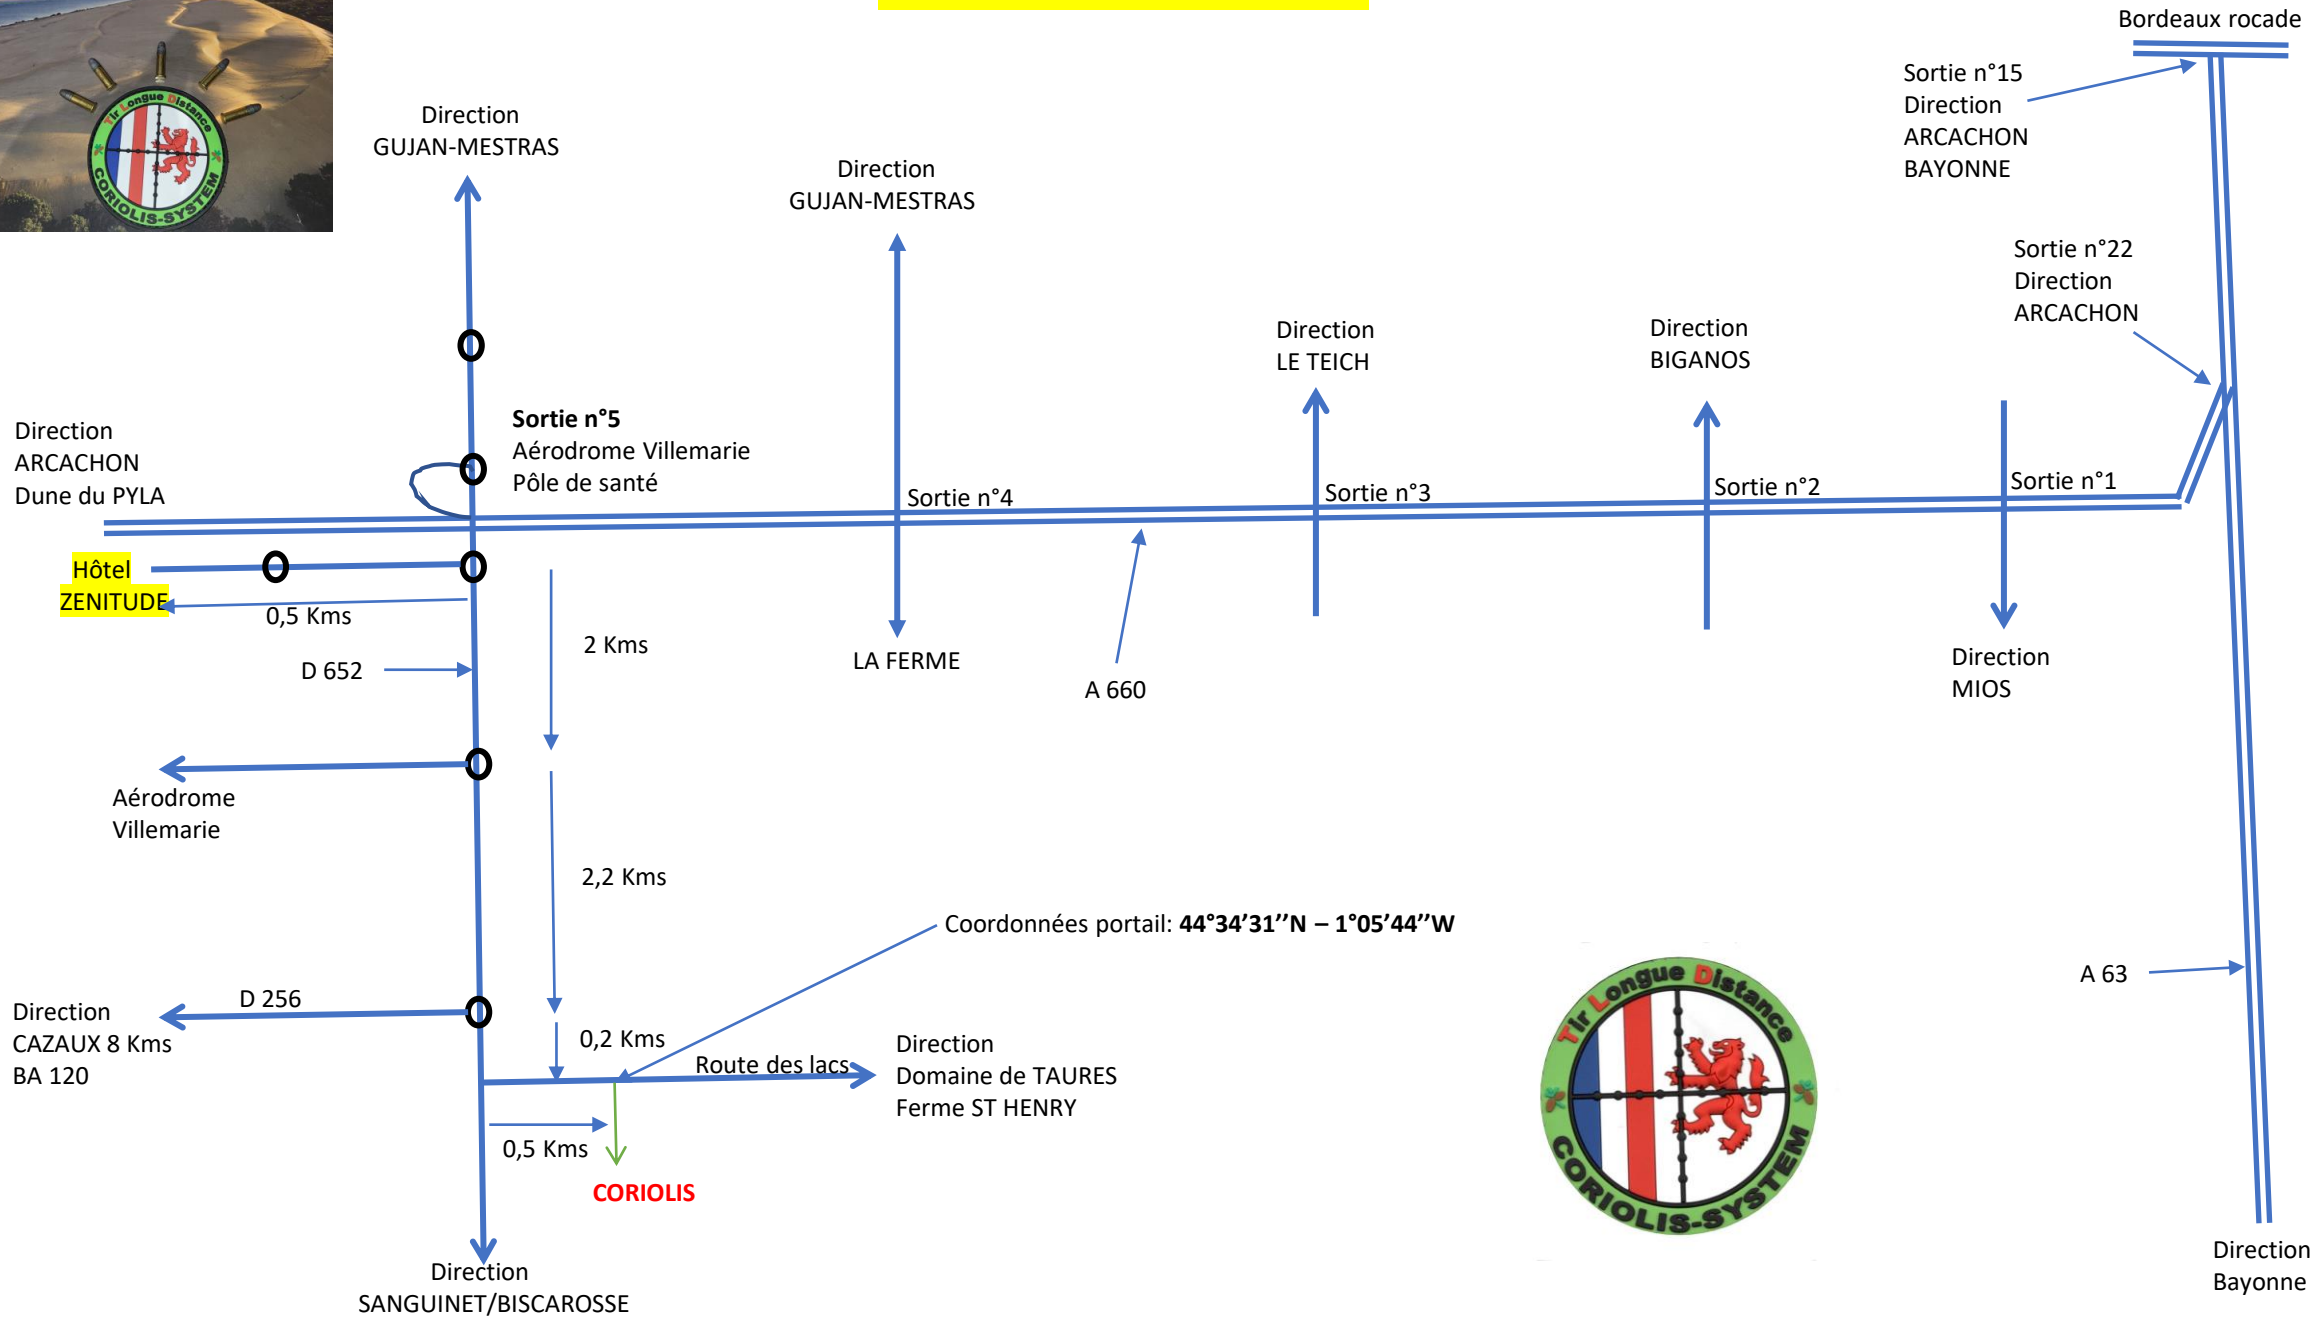 Tir Longue Distance
CORIOLIS-SYSTEM
Bordeaux rocade
Sortie n°15
Direction
ARCACHON
BAYONNE
Direction
GUJAN-MESTRAS
Direction
GUJAN-MESTRAS
Sortie n°22
Direction
ARCACHON
Direction
LE TEICH
Direction
BIGANOS
Direction
ARCACHON
Dune du PYLA
Sortie n°5
Aérodrome Villemarie
Pôle de santé
Sortie n°4
Sortie n°3
Sortie n°2
Sortie n°1
Hôtel
ZENITUDE
0,5 Kms
2 Kms
D 652
LA FERME
A 660
Direction
MIOS
Aérodrome
Villemarie
2,2 Kms
Coordonnées portail: 44°34’31’’N – 1°05’44’’W
A 63
D 256
Direction
CAZAUX 8 Kms
BA 120
0,2 Kms
Route des lacs
Direction
Domaine de TAURES
Ferme ST HENRY
0,5 Kms
CORIOLIS
Tir Longue Distance
CORIOLIS-SYSTEM
Direction
SANGUINET/BISCAROSSE
Direction
Bayonne